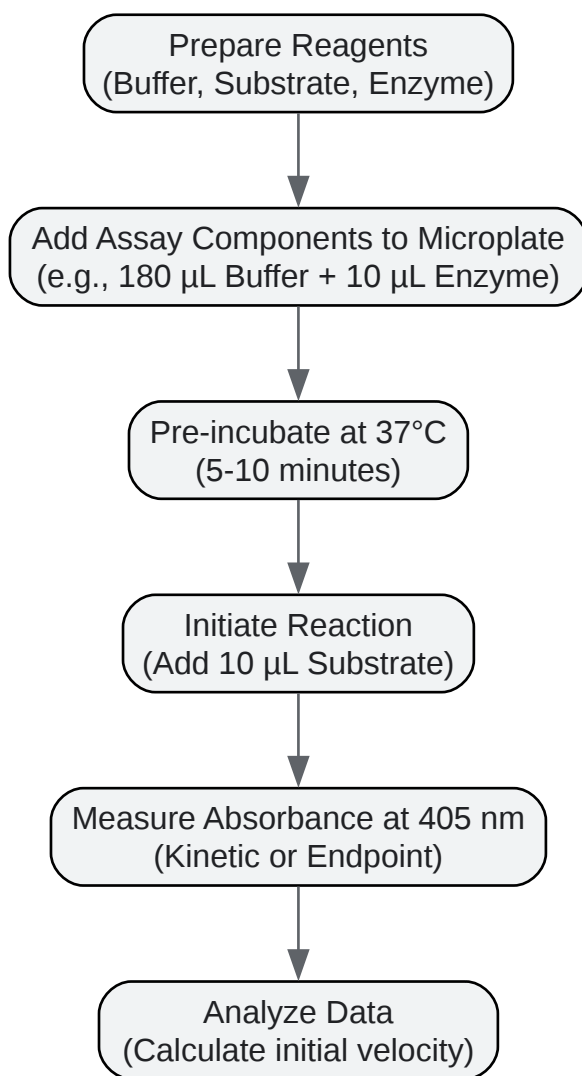 Prepare Reagents
(Buffer, Substrate, Enzyme)
Add Assay Components to Microplate
(e.g., 180 µL Buffer + 10 µL Enzyme)
Pre-incubate at 37°C
(5-10 minutes)
Initiate Reaction
(Add 10 µL Substrate)
Measure Absorbance at 405 nm
(Kinetic or Endpoint)
Analyze Data
(Calculate initial velocity)